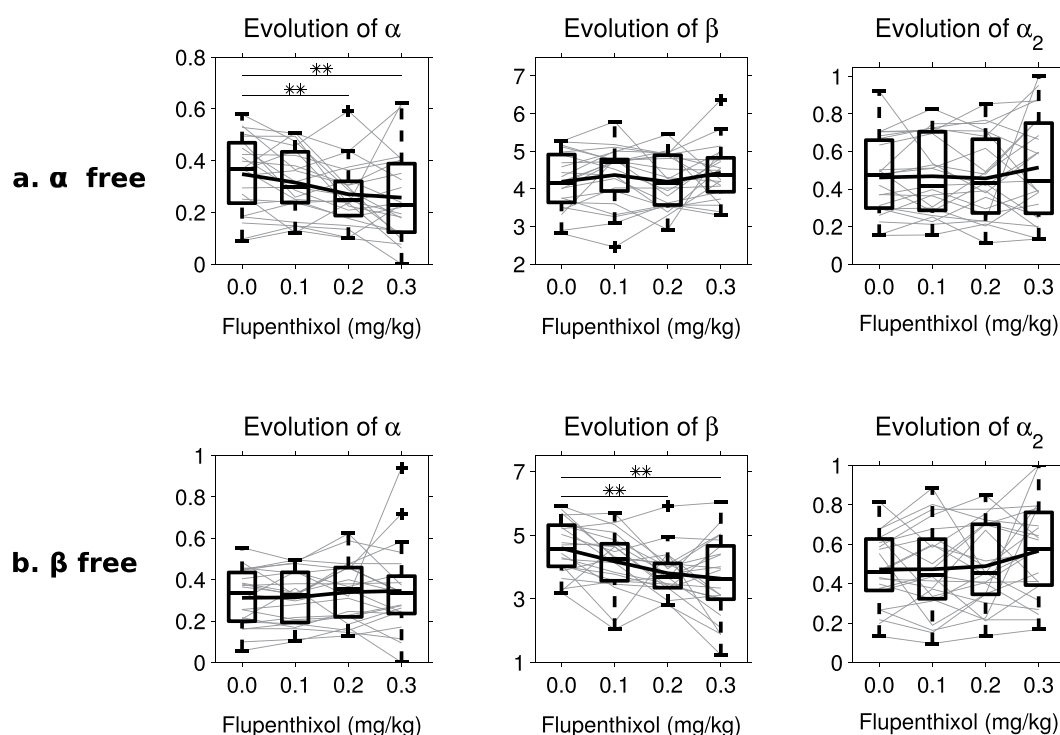 Evolution of α
Evolution of β
Evolution of α2
a. α free
0.8
0.6
0.4
0.2
0
**
**
0.0 0.1 0.2 0.3
Flupenthixol (mg/kg)
7
6
5
4
3
2
0.0 0.1 0.2 0.3
Flupenthixol (mg/kg)
1
0.8
0.6
0.4
0.2
0
0.0 0.1 0.2 0.3
Flupenthixol (mg/kg)
Evolution of α
Evolution of β
Evolution of α2
b. β free
1
0.8
0.6
0.4
0.2
0
0.0 0.1 0.2 0.3
Flupenthixol (mg/kg)
7
5
3
1
**
**
0.0 0.1 0.2 0.3
Flupenthixol (mg/kg)
1
0.8
0.6
0.4
0.2
0
0.0 0.1 0.2 0.3
Flupenthixol (mg/kg)